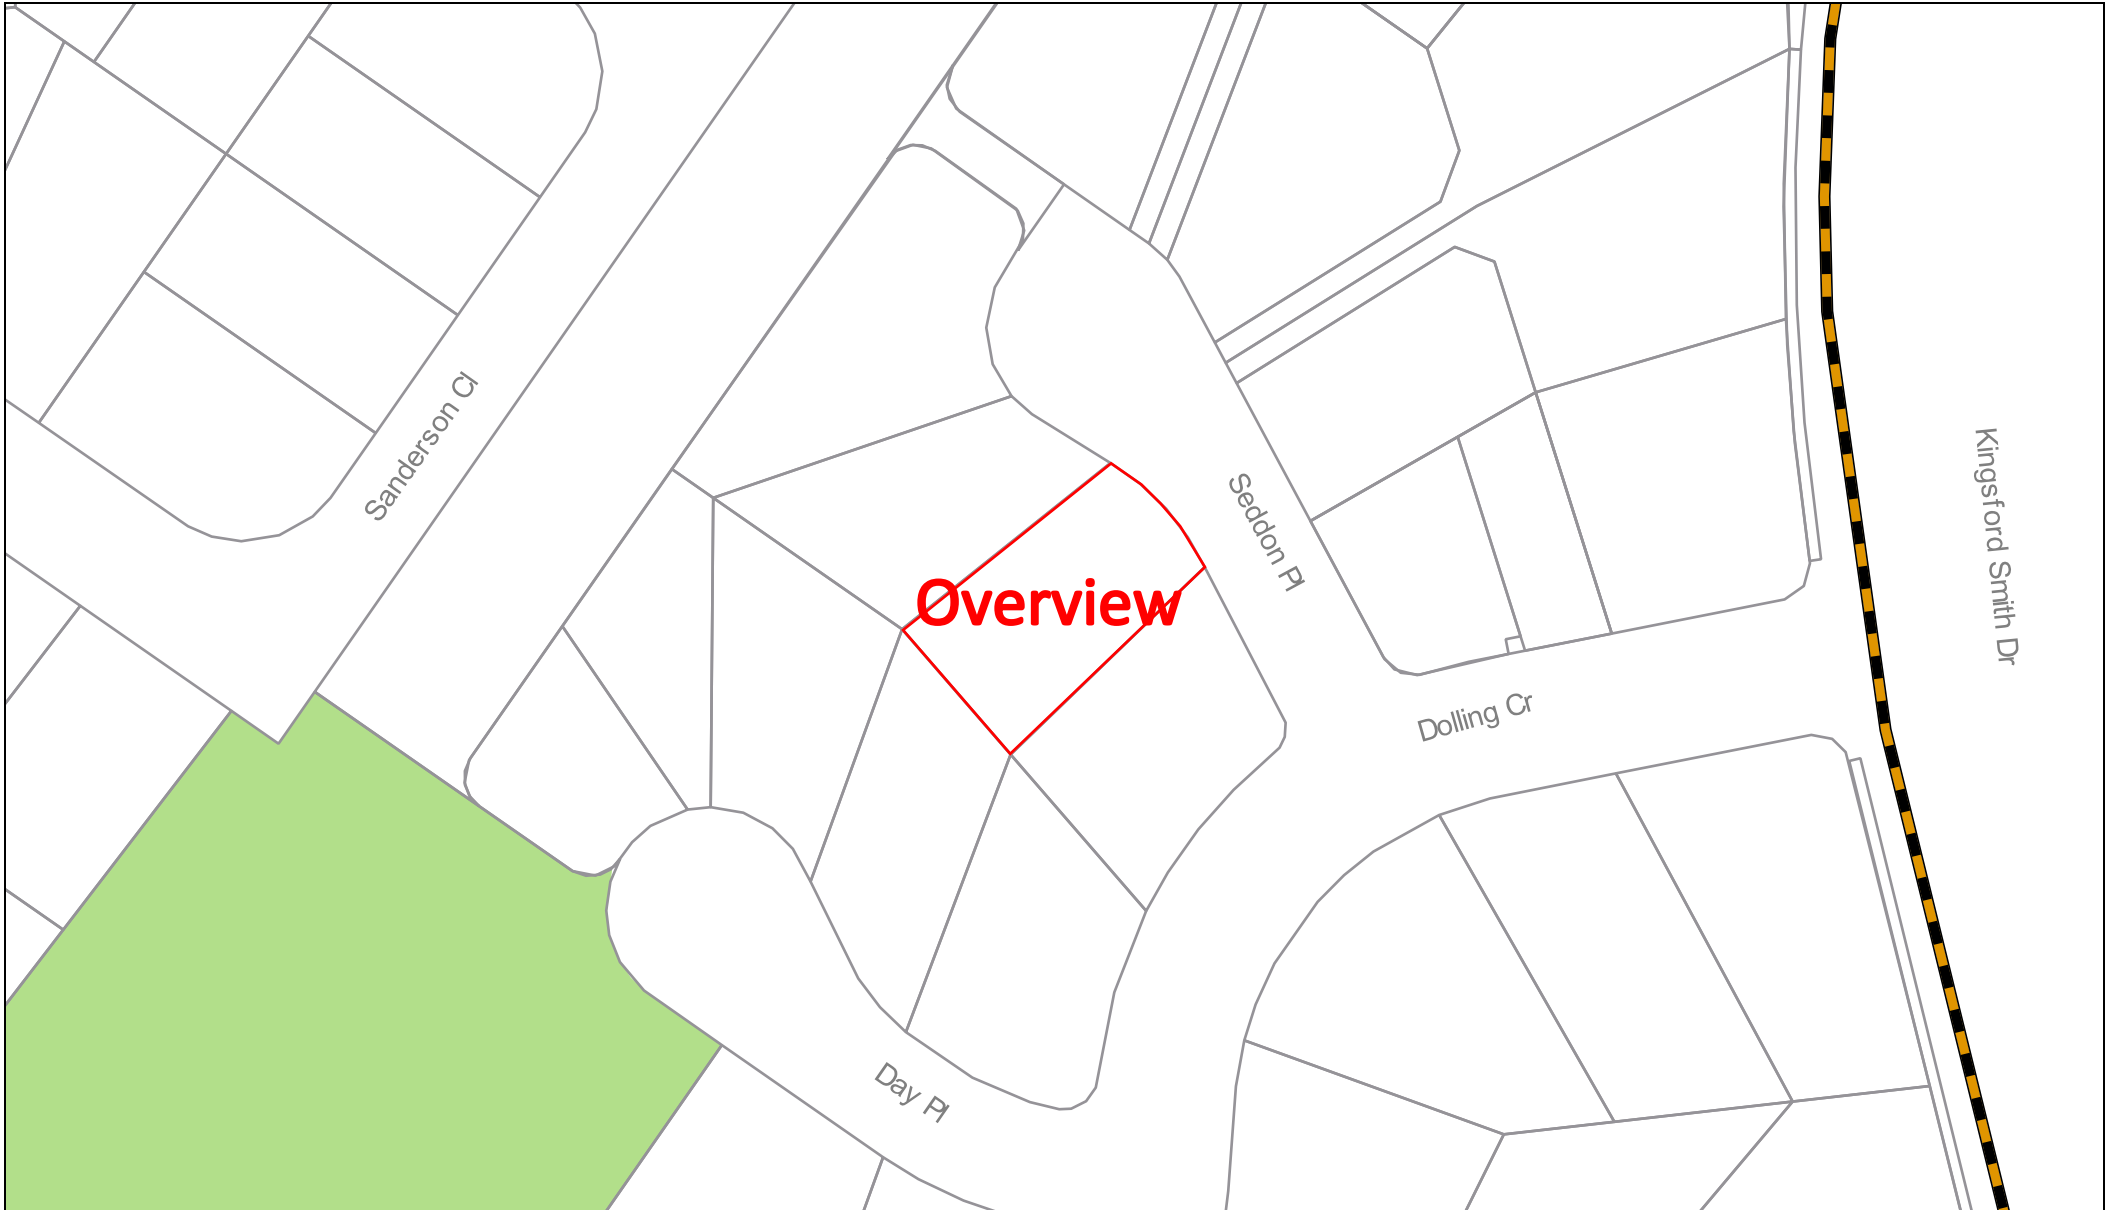 Sanderson Cl
Seddon Pl
Kingsford Smith Dr
Overview
Dolling Cr
Day Pl